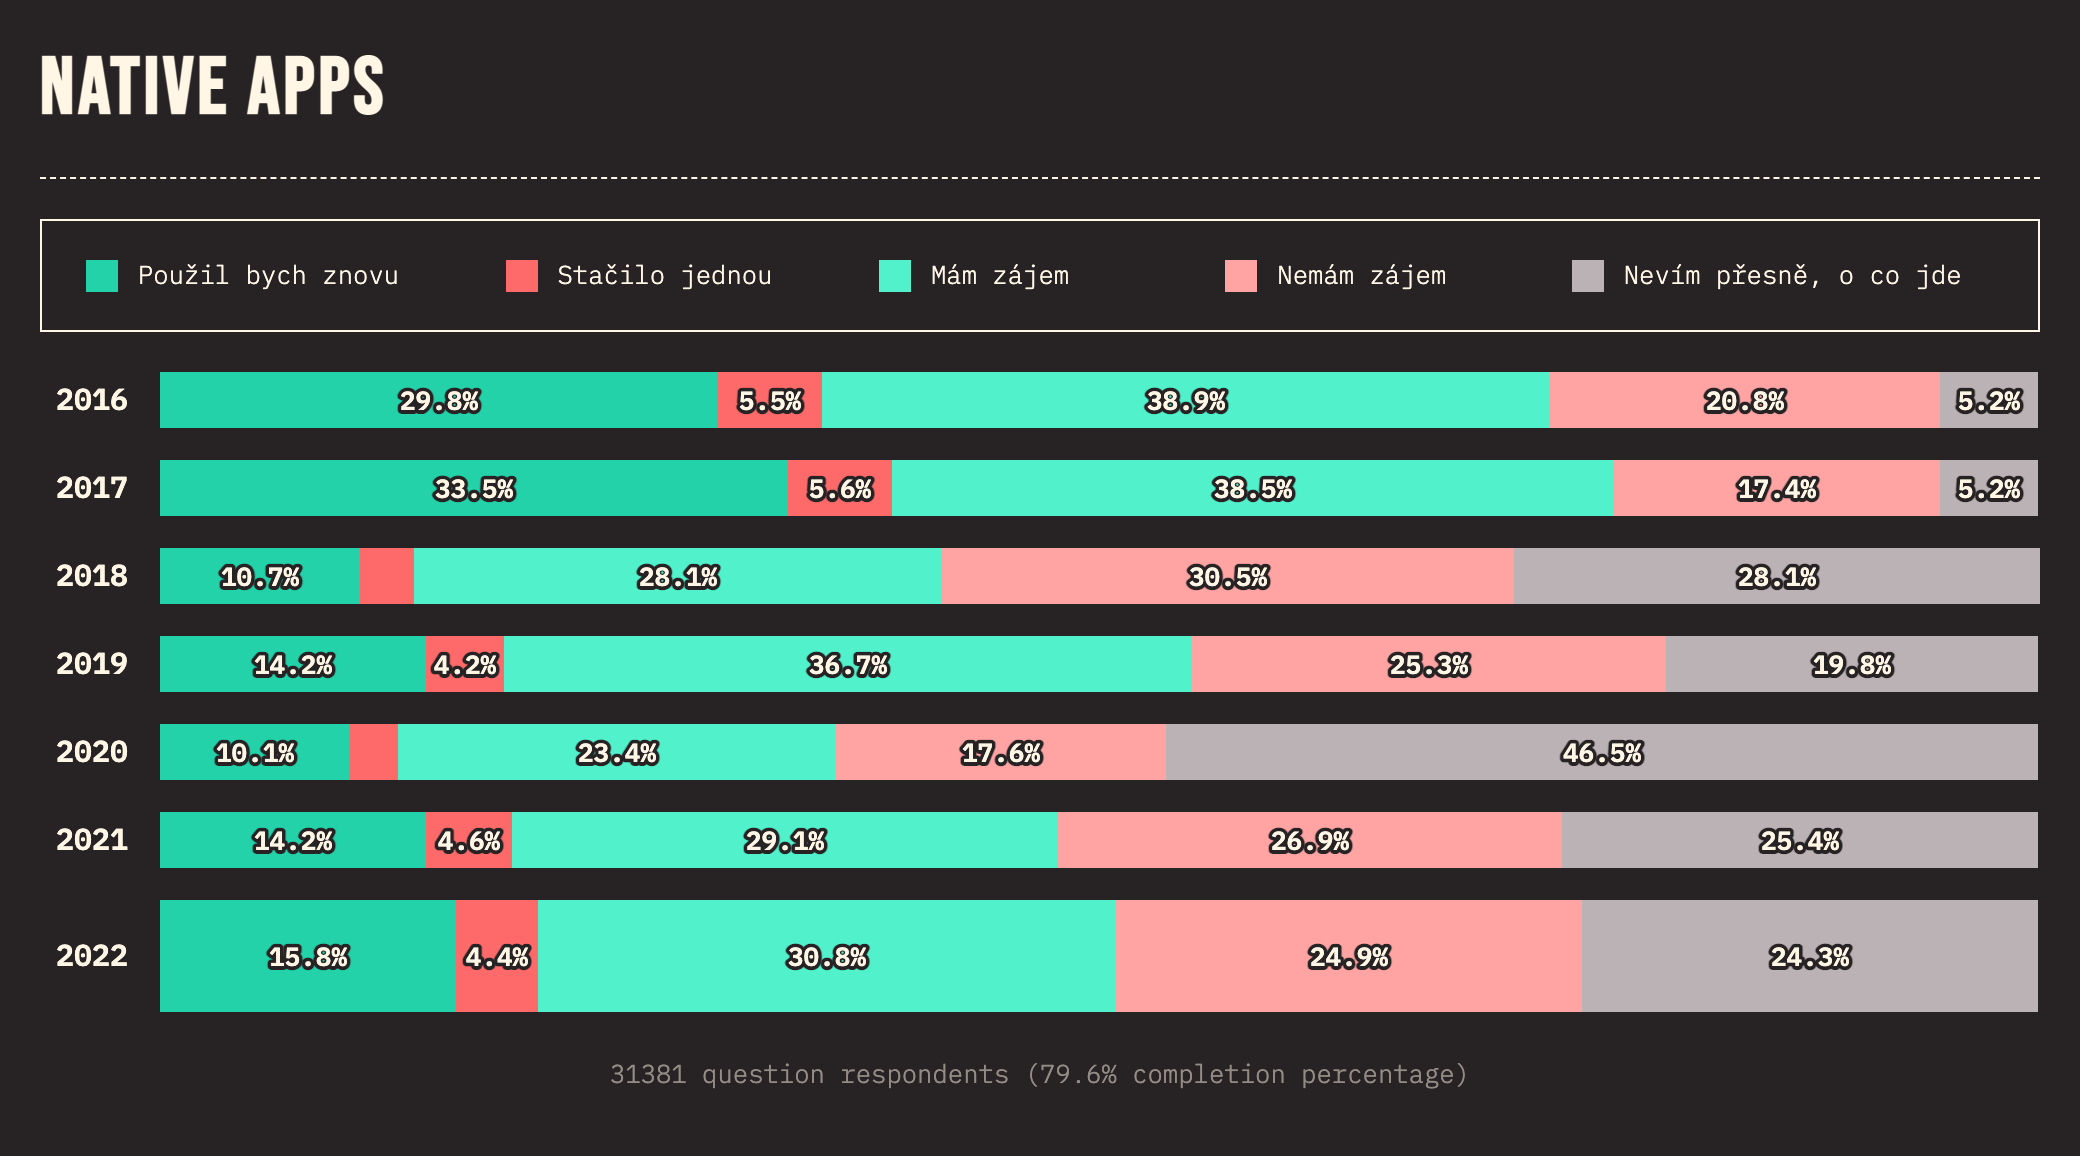 NATIVE APPS
Použil bych znovu Stačilo jednou Mám zájem Nemám zájem Nevím přesně, o co jde
2016 29.8% 5.5% 38.9% 20.8% 5.2%
2017 33.5% 5.6% 38.5% 17.4% 5.2%
2018 10.7% 28.1% 30.5% 28.1%
2019 14.2% 4.2% 36.7% 25.3% 19.8%
2020 10.1% 23.4% 17.6% 46.5%
2021 14.2% 4.6% 29.1% 26.9% 25.4%
2022 15.8% 4.4% 30.8% 24.9% 24.3%
31381 question respondents (79.6% completion percentage)